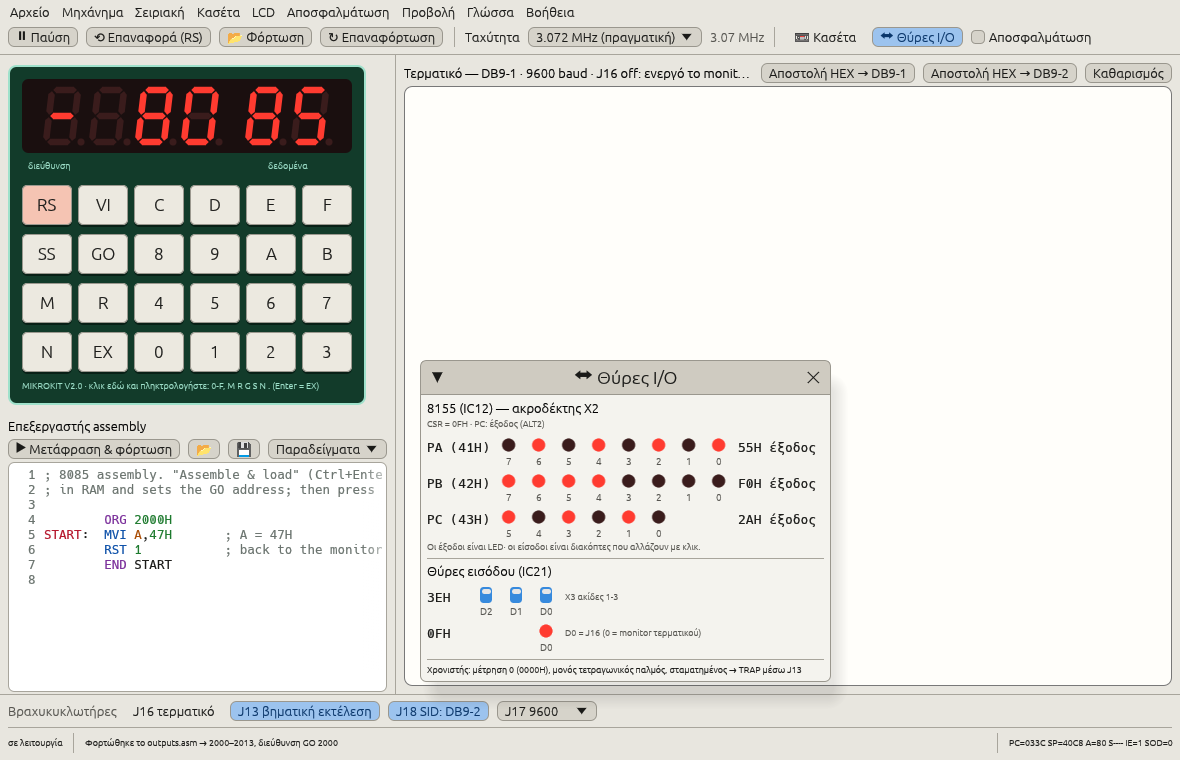 Αρχείο Μηχάνημα Σειριακή Κασέτα LCD Αποσφαλμάτωση Προβολή Γλώσσα Βοήθεια
Παύση Επαναφορά (RS) Φόρτωση Επαναφόρτωση Ταχύτητα 3.072 MHz (πραγματική) 3.07 MHz Κασέτα Θύρες I/O Αποσφαλμάτωση
- 80 85
διεύθυνση δεδομένα
RS VI C D E F
SS GO 8 9 A B
M R 4 5 6 7
N EX 0 1 2 3
MIKROKIT V2.0 · κλικ εδώ και πληκτρολογήστε: 0-F, M R G S N . (Enter = EX)
Επεξεργαστής assembly
Μετάφραση & φόρτωση Παραδείγματα
1 ; 8085 assembly. "Assemble & load" (Ctrl+Ente
2 ; in RAM and sets the GO address; then press
3
4 ORG 2000H
5 START: MVI A,47H ; A = 47H
6 RST 1 ; back to the monitor
7 END START
8
Τερματικό — DB9-1 · 9600 baud · J16 off: ενεργό το monit... Αποστολή HEX → DB9-1 Αποστολή HEX → DB9-2 Καθαρισμός
Θύρες I/O
8155 (IC12) — ακροδέκτης X2
CSR = 0FH · PC: έξοδος (ALT2)
PA (41H) 55H έξοδος
7 6 5 4 3 2 1 0
PB (42H) F0H έξοδος
7 6 5 4 3 2 1 0
PC (43H) 2AH έξοδος
5 4 3 2 1 0
Οι έξοδοι είναι LED· οι είσοδοι είναι διακόπτες που αλλάζουν με κλικ.
Θύρες εισόδου (IC21)
3EH X3 ακίδες 1-3
D2 D1 D0
0FH D0 = J16 (0 = monitor τερματικού)
D0
Χρονιστής: μέτρηση 0 (0000H), μονός τετραγωνικός παλμός, σταματημένος → TRAP μέσω J13
Βραχυκυκλωτήρες J16 τερματικό J13 βηματική εκτέλεση J18 SID: DB9-2 J17 9600
σε λειτουργία Φορτώθηκε το outputs.asm → 2000–2013, διεύθυνση GO 2000 PC=033C SP=40C8 A=80 S---- IE=1 SOD=0